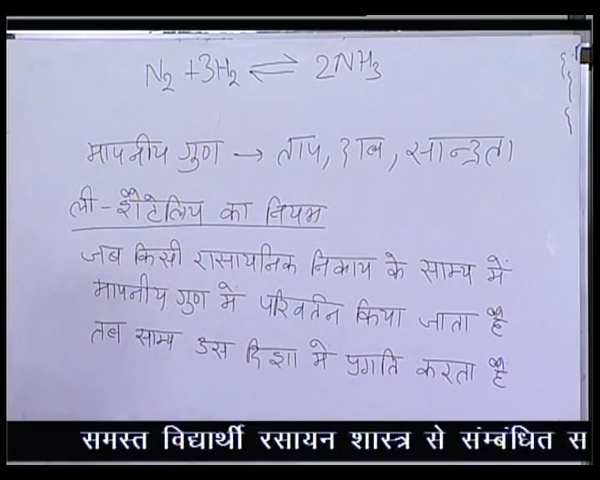 N₂ + 3H₂ ⇌ 2NH₃
मापनीय गुण → ताप, दाब, सान्द्रता
ली-शैटेलिय का नियम
जब किसी रासायनिक निकाय के साम्य में
मापनीय गुण में परिवर्तन किया जाता है
तब साम्य उस दिशा में प्रगति करता है
समस्त विद्यार्थी रसायन शास्त्र से संम्बंधित स